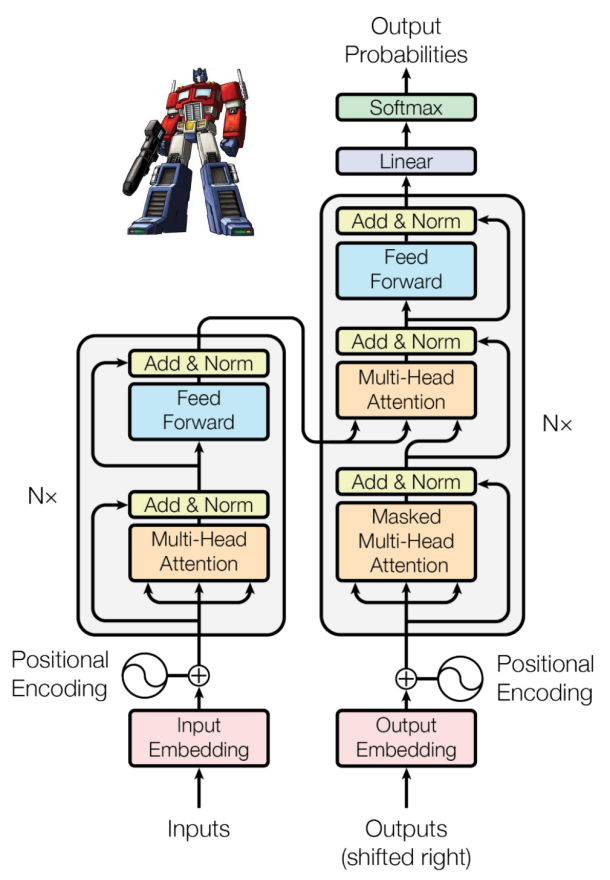 Output
Probabilities
Softmax
Linear
Add & Norm
Feed
Forward
Add & Norm
Multi-Head
Attention
Add & Norm
Masked
Multi-Head
Attention
N×
Add & Norm
Feed
Forward
Add & Norm
Multi-Head
Attention
N×
Positional
Encoding
Positional
Encoding
Input
Embedding
Output
Embedding
Inputs
Outputs
(shifted right)